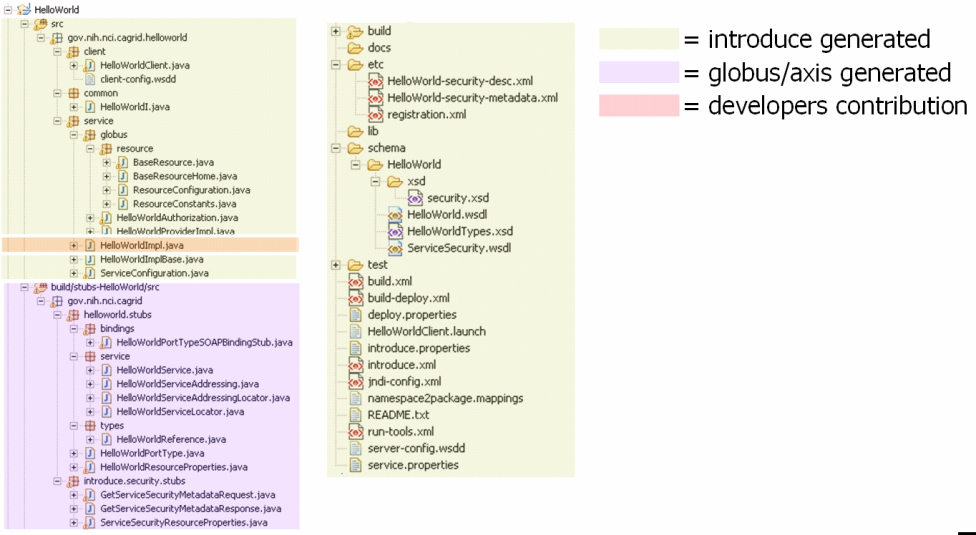 HelloWorld
src
gov.nih.nci.cagrid.helloworld
client
HelloWorldClient.java
client-config.wsdd
common
HelloWorldI.java
service
globus
resource
BaseResource.java
BaseResourceHome.java
ResourceConfiguration.java
ResourceConstants.java
HelloWorldAuthorization.java
HelloWorldProviderImpl.java
HelloWorldImpl.java
HelloWorldImplBase.java
ServiceConfiguration.java
build/stubs-HelloWorld/src
gov.nih.nci.cagrid
helloworld.stubs
bindings
HelloWorldPortTypeSOAPBindingStub.java
service
HelloWorldService.java
HelloWorldServiceAddressing.java
HelloWorldServiceAddressingLocator.java
HelloWorldServiceLocator.java
types
HelloWorldReference.java
HelloWorldPortType.java
HelloWorldResourceProperties.java
introduce.security.stubs
GetServiceSecurityMetadataRequest.java
GetServiceSecurityMetadataResponse.java
ServiceSecurityResourceProperties.java
build
docs
etc
HelloWorld-security-desc.xml
HelloWorld-security-metadata.xml
registration.xml
lib
schema
HelloWorld
xsd
security.xsd
HelloWorld.wsdl
HelloWorldTypes.xsd
ServiceSecurity.wsdl
test
build.xml
build-deploy.xml
deploy.properties
HelloWorldClient.launch
introduce.properties
introduce.xml
jndi-config.xml
namespace2package.mappings
README.txt
run-tools.xml
server-config.wsdd
service.properties
= introduce generated
= globus/axis generated
= developers contribution